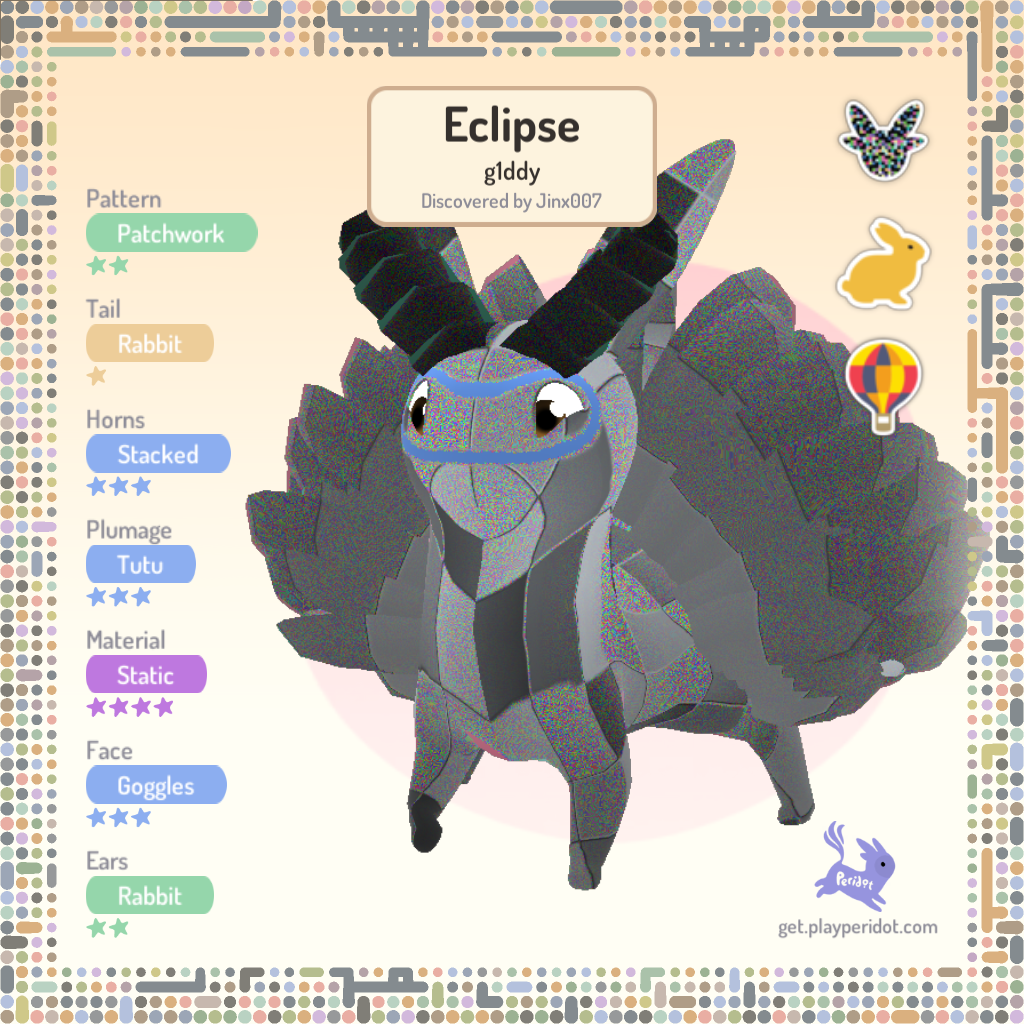 Eclipse
g1ddy
Discovered by Jinx007
Pattern
Patchwork
Tail
Rabbit
Horns
Stacked
Plumage
Tutu
Material
Static
Face
Goggles
Ears
Rabbit
Peridot
get.playperidot.com